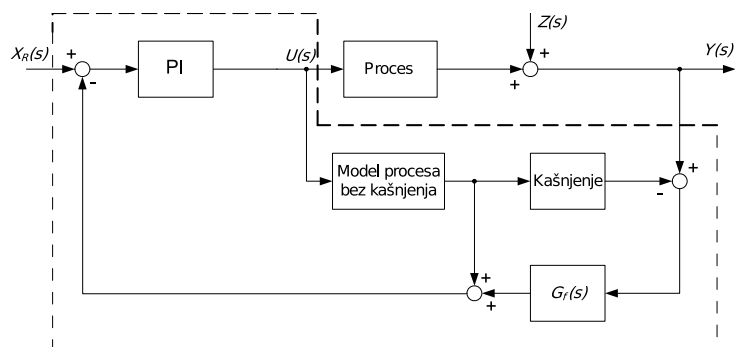 Z(s)
X_R(s)
+
-
PI
U(s)
Proces
+
+
Y(s)
Model procesa
bez kašnjenja
Kašnjenje
+
-
+
+
G_f(s)